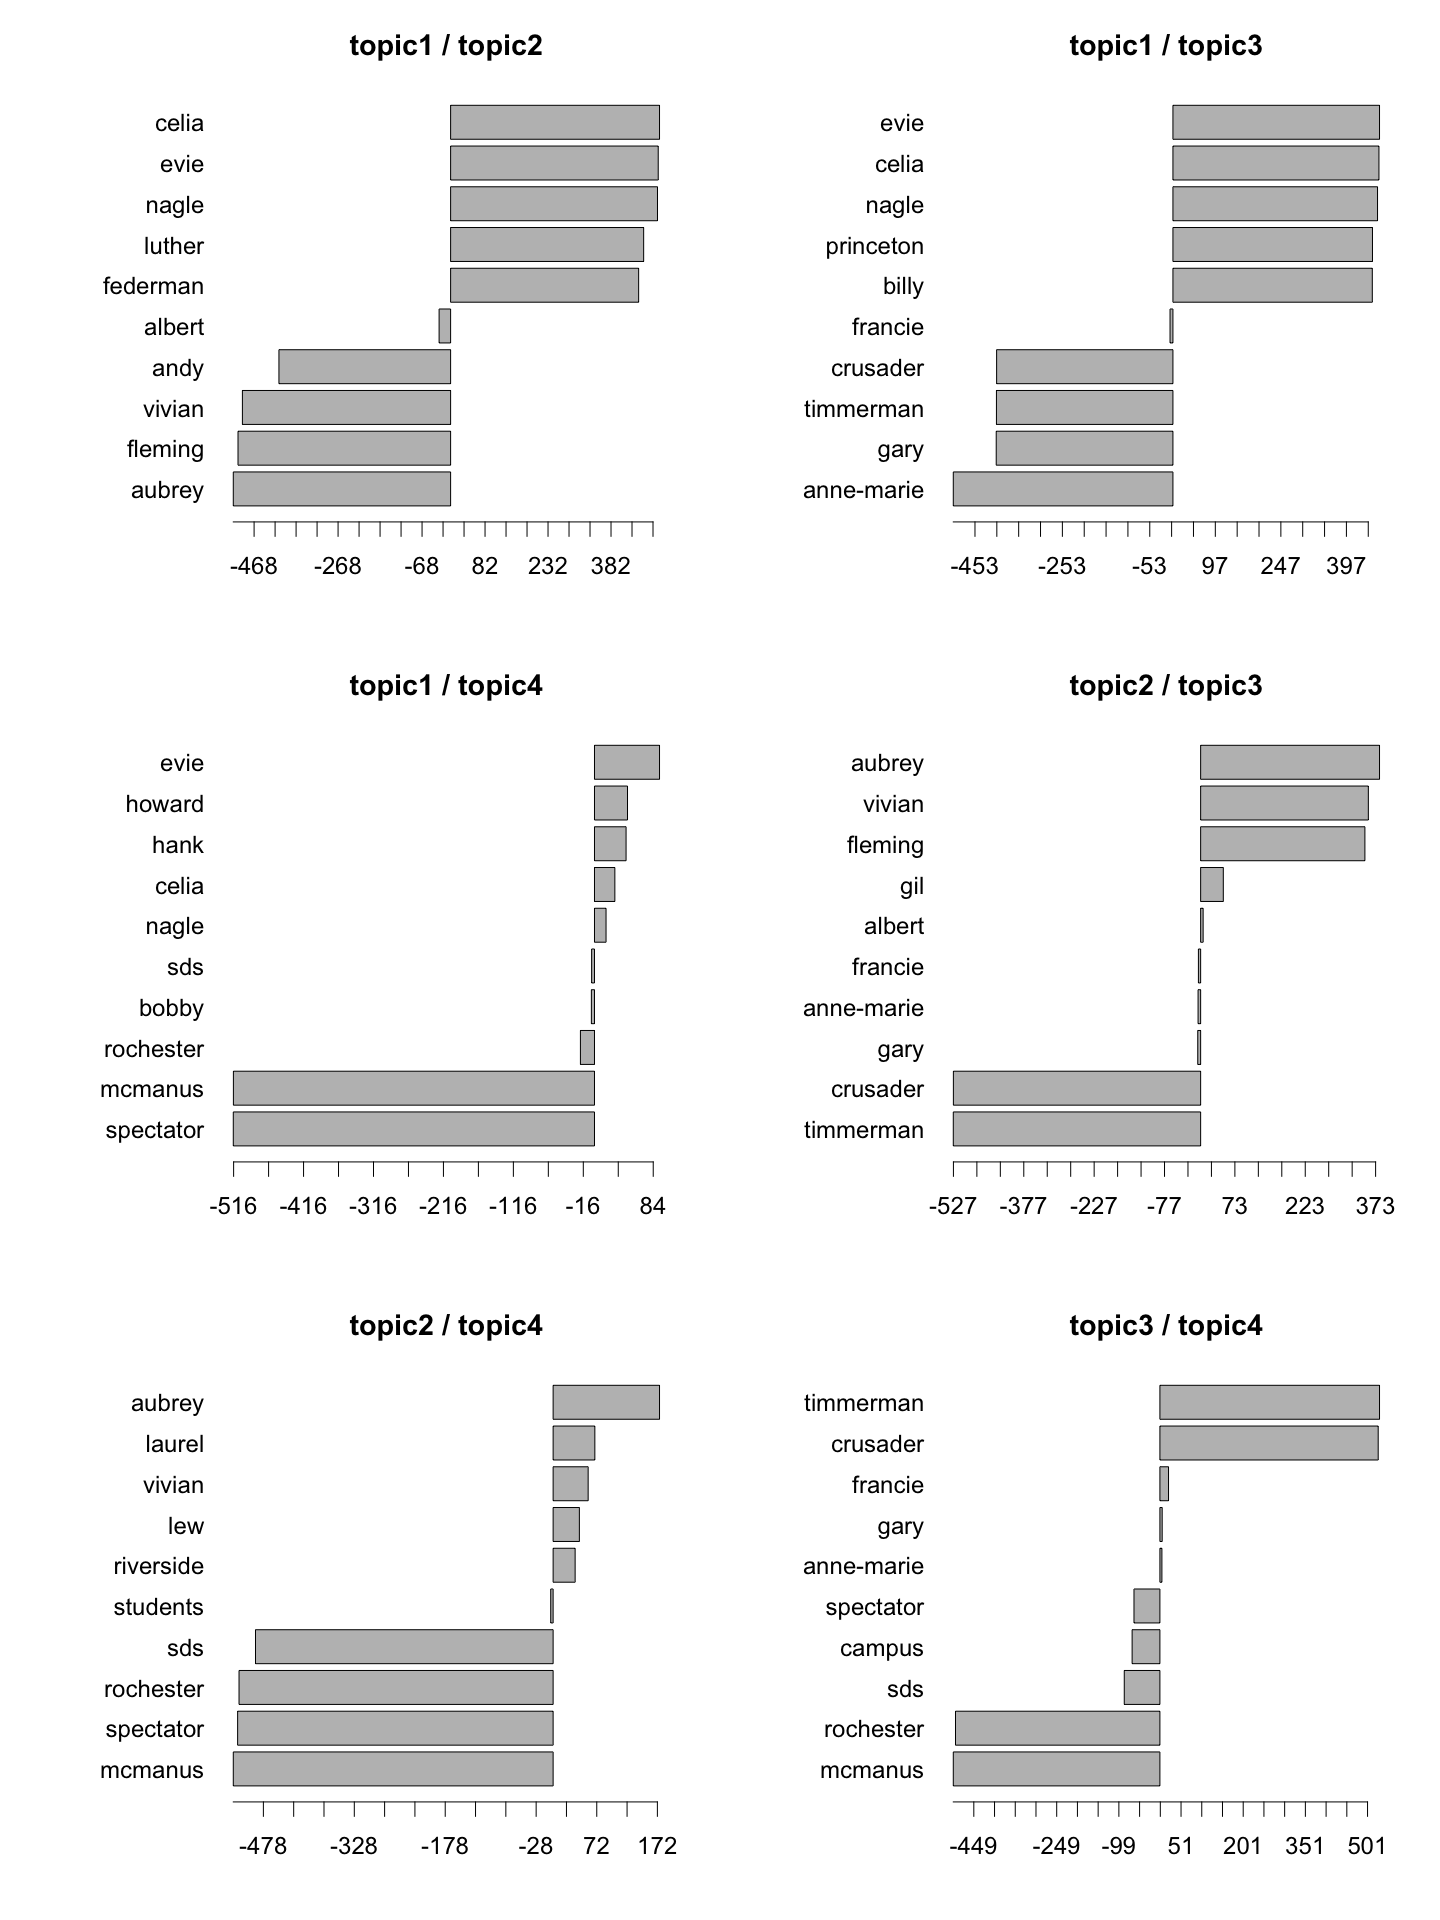 topic1 / topic2
celia
evie
nagle
luther
federman
albert
andy
vivian
fleming
aubrey
-468 -268 -68 82 232 382
topic1 / topic3
evie
celia
nagle
princeton
billy
francie
crusader
timmerman
gary
anne-marie
-453 -253 -53 97 247 397
topic1 / topic4
evie
howard
hank
celia
nagle
sds
bobby
rochester
mcmanus
spectator
-516 -416 -316 -216 -116 -16 84
topic2 / topic3
aubrey
vivian
fleming
gil
albert
francie
anne-marie
gary
crusader
timmerman
-527 -377 -227 -77 73 223 373
topic2 / topic4
aubrey
laurel
vivian
lew
riverside
students
sds
rochester
spectator
mcmanus
-478 -328 -178 -28 72 172
topic3 / topic4
timmerman
crusader
francie
gary
anne-marie
spectator
campus
sds
rochester
mcmanus
-449 -249 -99 51 201 351 501